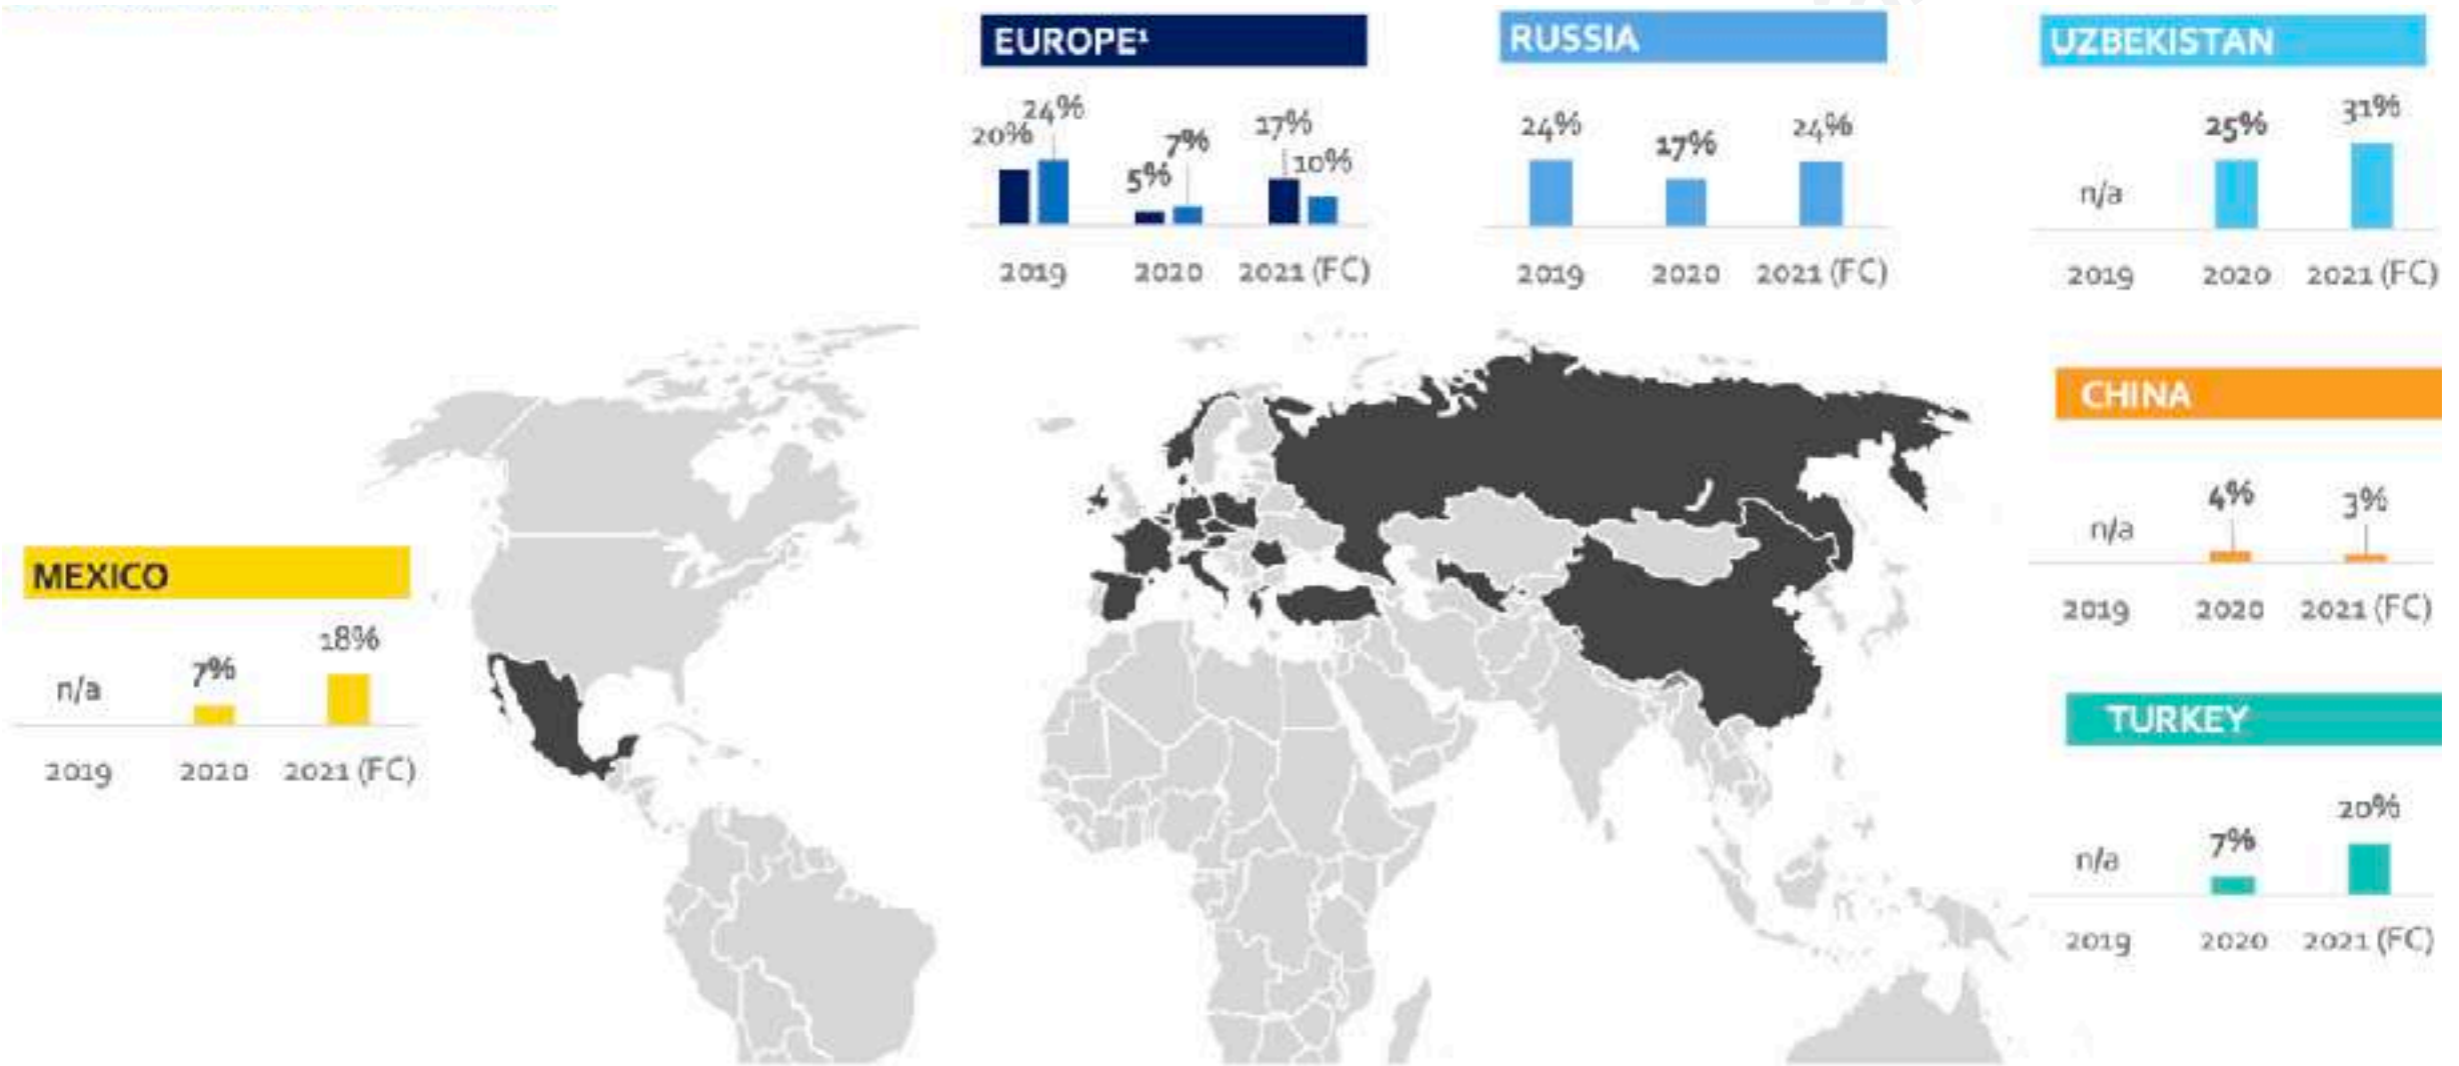 EUROPE¹
20% 24% 5% 7% 17% 10%
2019 2020 2021 (FC)
RUSSIA
24% 17% 24%
2019 2020 2021 (FC)
UZBEKISTAN
n/a 25% 31%
2019 2020 2021 (FC)
CHINA
n/a 4% 3%
2019 2020 2021 (FC)
MEXICO
n/a 7% 18%
2019 2020 2021 (FC)
TURKEY
n/a 7% 20%
2019 2020 2021 (FC)